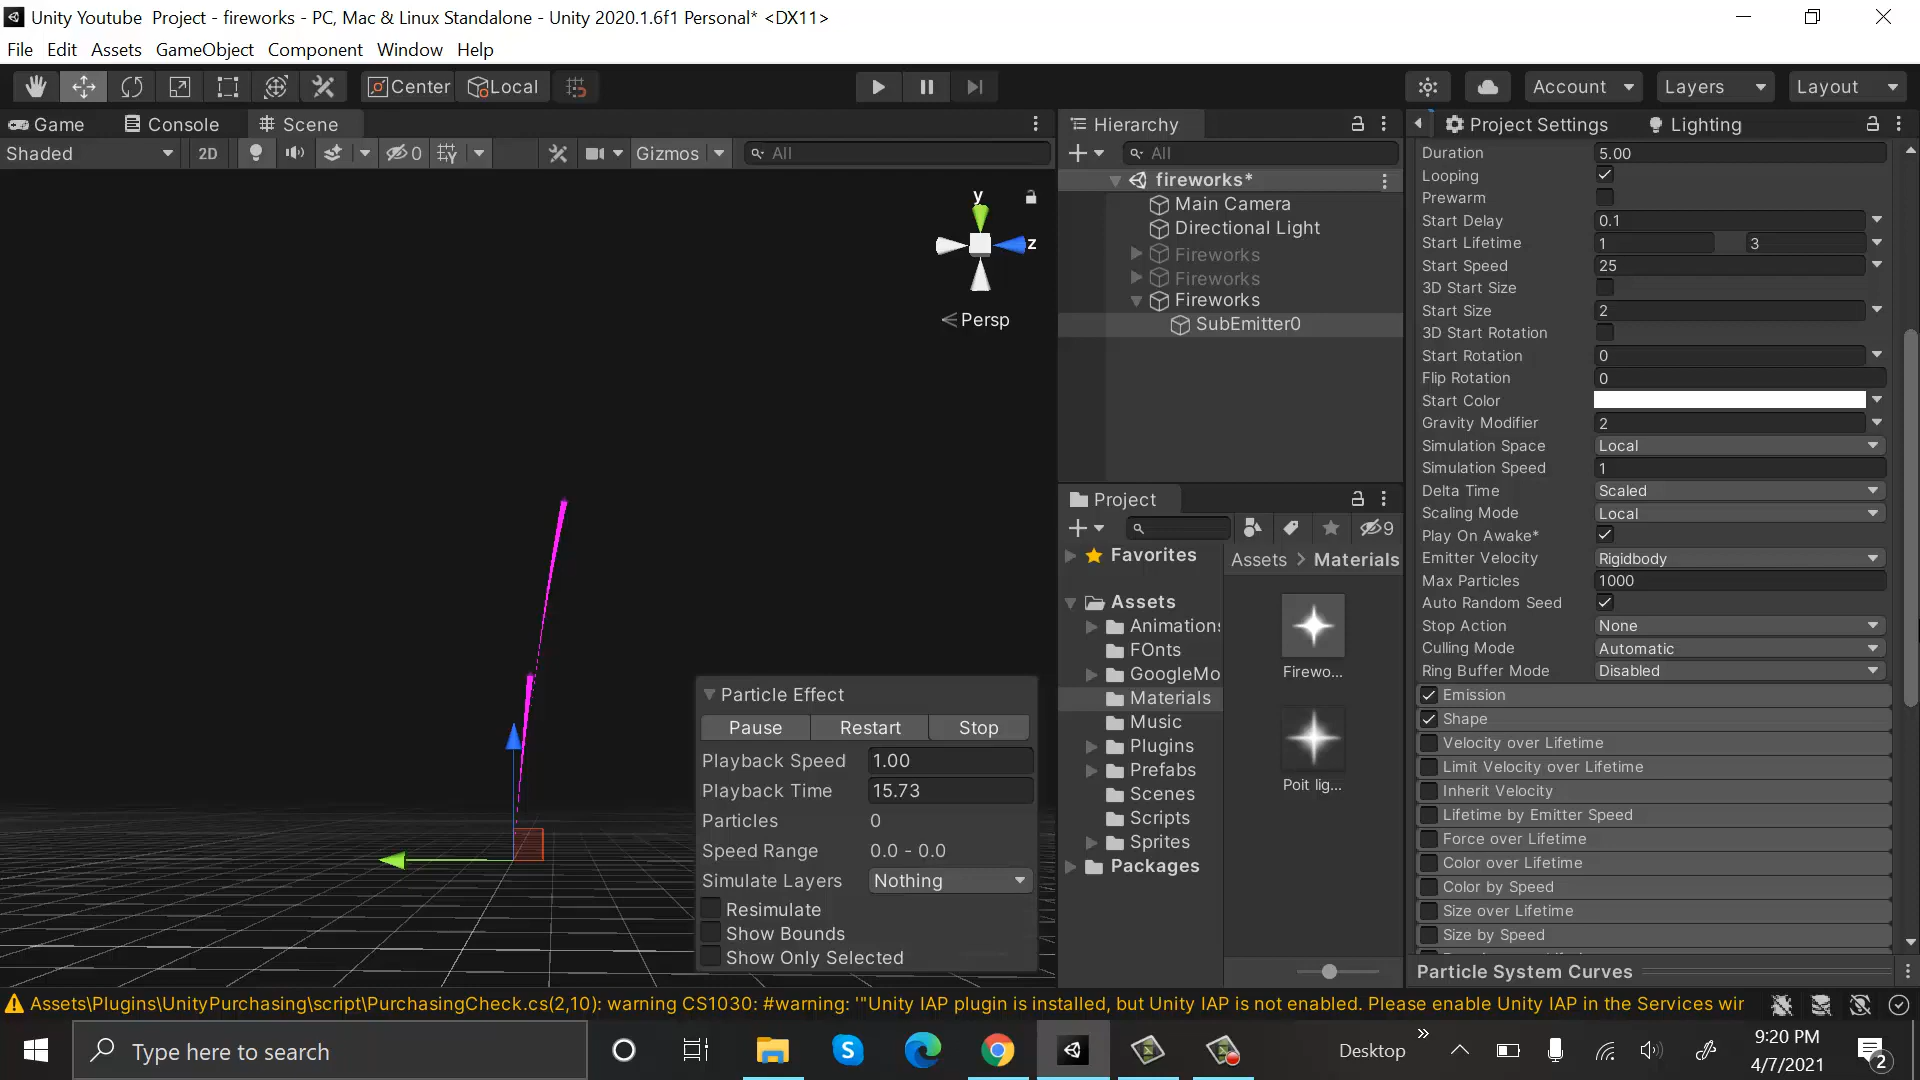 Unity Youtube  Project - fireworks - PC, Mac & Linux Standalone - Unity 2020.1.6f1 Personal* <DX11>
File Edit Assets GameObject Component Window Help
Center Local Account Layers Layout
Game Console Scene
Shaded 2D 0 Gizmos All
y
z
Persp
Particle Effect
Pause Restart Stop
Playback Speed 1.00
Playback Time 15.73
Particles 0
Speed Range 0.0 - 0.0
Simulate Layers Nothing
Resimulate
Show Bounds
Show Only Selected
Hierarchy
All
fireworks*
Main Camera
Directional Light
Fireworks
Fireworks
Fireworks
SubEmitter0
Project
9
Favorites
Assets
Animations
FOnts
GoogleMo
Materials
Music
Plugins
Prefabs
Scenes
Scripts
Sprites
Packages
Assets > Materials
Firewo...
Poit lig...
Project Settings Lighting
Duration 5.00
Looping
Prewarm
Start Delay 0.1
Start Lifetime 1 3
Start Speed 25
3D Start Size
Start Size 2
3D Start Rotation
Start Rotation 0
Flip Rotation 0
Start Color
Gravity Modifier 2
Simulation Space Local
Simulation Speed 1
Delta Time Scaled
Scaling Mode Local
Play On Awake*
Emitter Velocity Rigidbody
Max Particles 1000
Auto Random Seed
Stop Action None
Culling Mode Automatic
Ring Buffer Mode Disabled
Emission
Shape
Velocity over Lifetime
Limit Velocity over Lifetime
Inherit Velocity
Lifetime by Emitter Speed
Force over Lifetime
Color over Lifetime
Color by Speed
Size over Lifetime
Size by Speed
Particle System Curves
Assets\Plugins\UnityPurchasing\script\PurchasingCheck.cs(2,10): warning CS1030: #warning: '"Unity IAP plugin is installed, but Unity IAP is not enabled. Please enable Unity IAP in the Services wir
Type here to search
Desktop
9:20 PM
4/7/2021
2